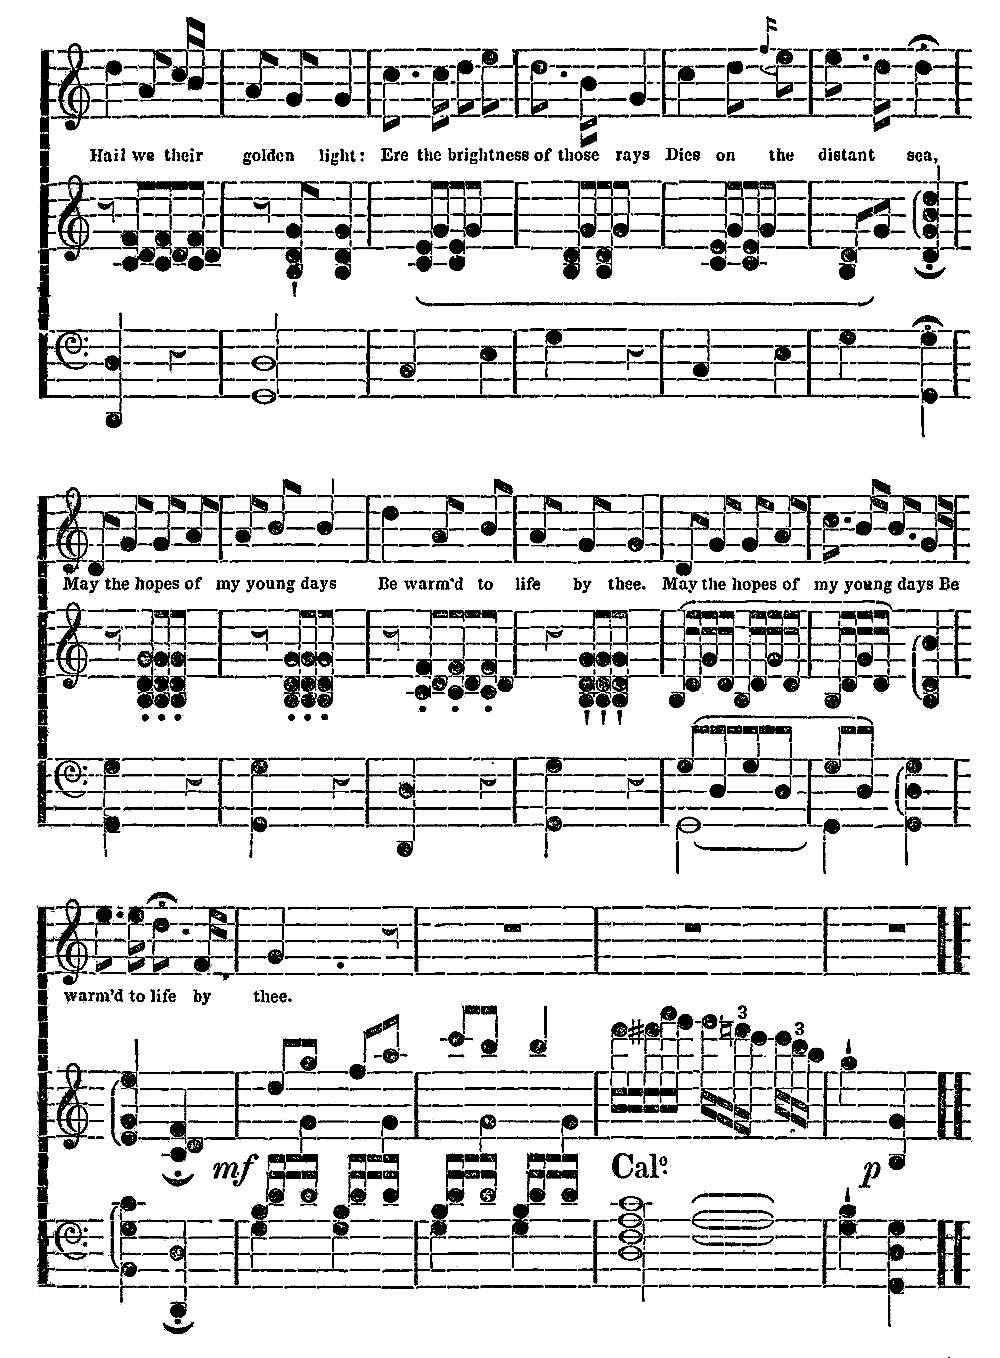 Hail we their golden light: Ere the brightness of those rays Dies on the distant sea,
May the hopes of my young days Be warm'd to life by thee. May the hopes of my young days Be
3 3
warm'd to life by thee.
mf Calº. p